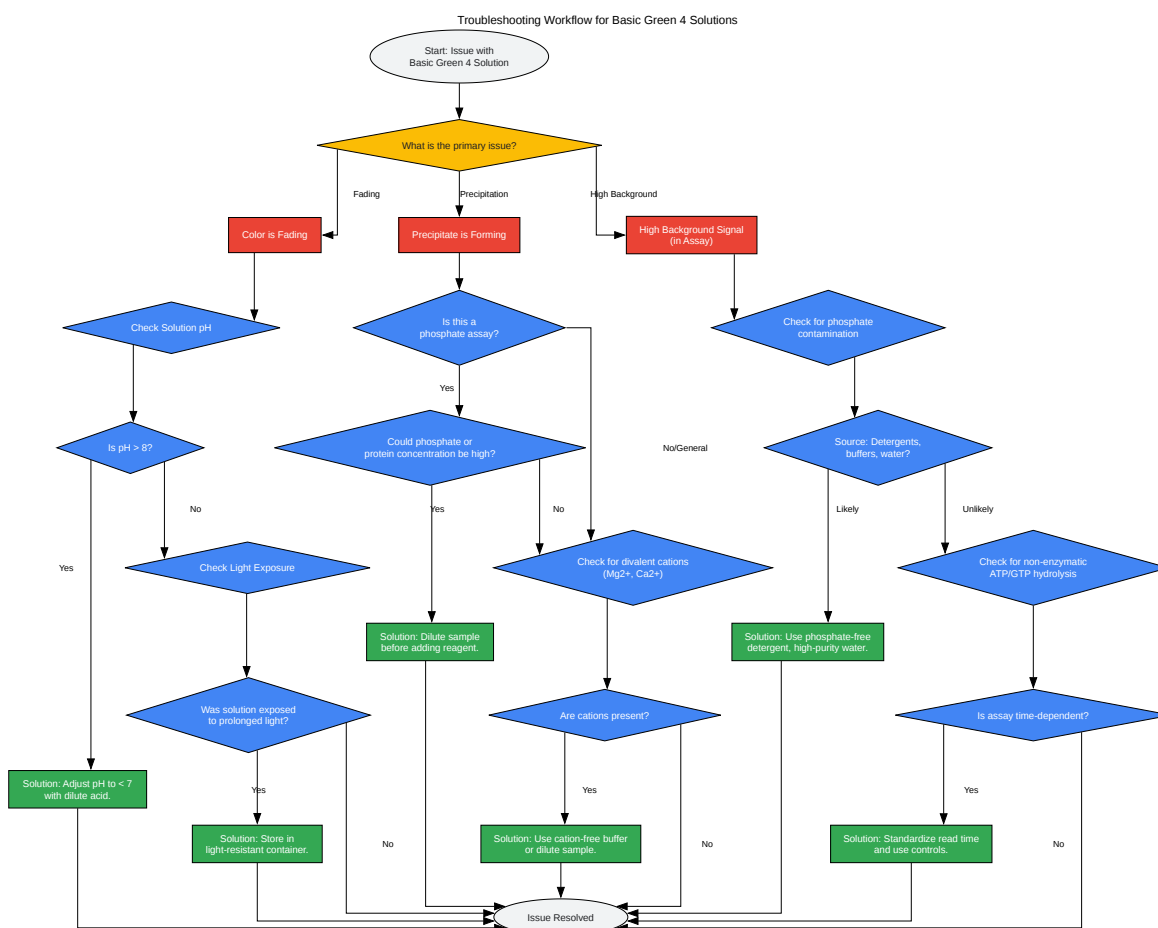 Troubleshooting Workflow for Basic Green 4 Solutions
Start: Issue with
Basic Green 4 Solution
What is the primary issue?
Fading
Precipitation
High Background
Color is Fading
Precipitate is Forming
High Background Signal
(in Assay)
Check Solution pH
Is this a
phosphate assay?
Check for phosphate
contamination
Yes
Is pH > 8?
Could phosphate or
protein concentration be high?
No/General
Source: Detergents,
buffers, water?
No
Yes
No
Likely
Unlikely
Yes
Check Light Exposure
Check for divalent cations
(Mg2+, Ca2+)
Check for non-enzymatic
ATP/GTP hydrolysis
Solution: Dilute sample
before adding reagent.
Solution: Use phosphate-free
detergent, high-purity water.
Was solution exposed
to prolonged light?
Are cations present?
Is assay time-dependent?
Solution: Adjust pH to < 7
with dilute acid.
Yes
Yes
Yes
Solution: Store in
light-resistant container.
No
Solution: Use cation-free buffer
or dilute sample.
No
Solution: Standardize read time
and use controls.
No
Issue Resolved